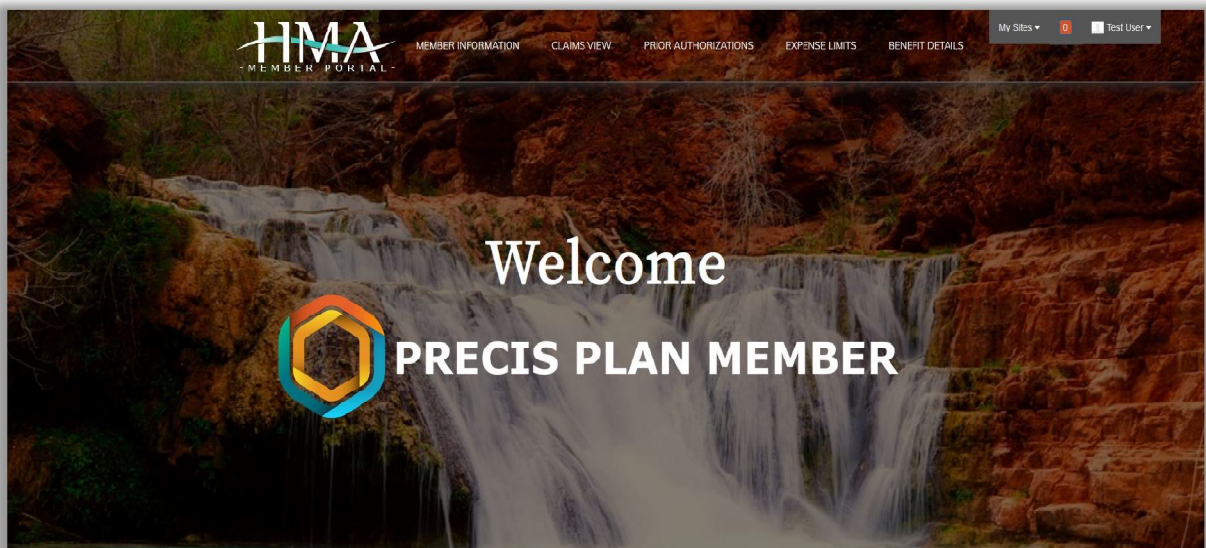 HMA
-MEMBER PORTAL-
MEMBER INFORMATION
CLAIMS VIEW
PRIOR AUTHORIZATIONS
EXPENSE LIMITS
BENEFIT DETAILS
My Sites
0
Test User
Welcome
PRECIS PLAN MEMBER